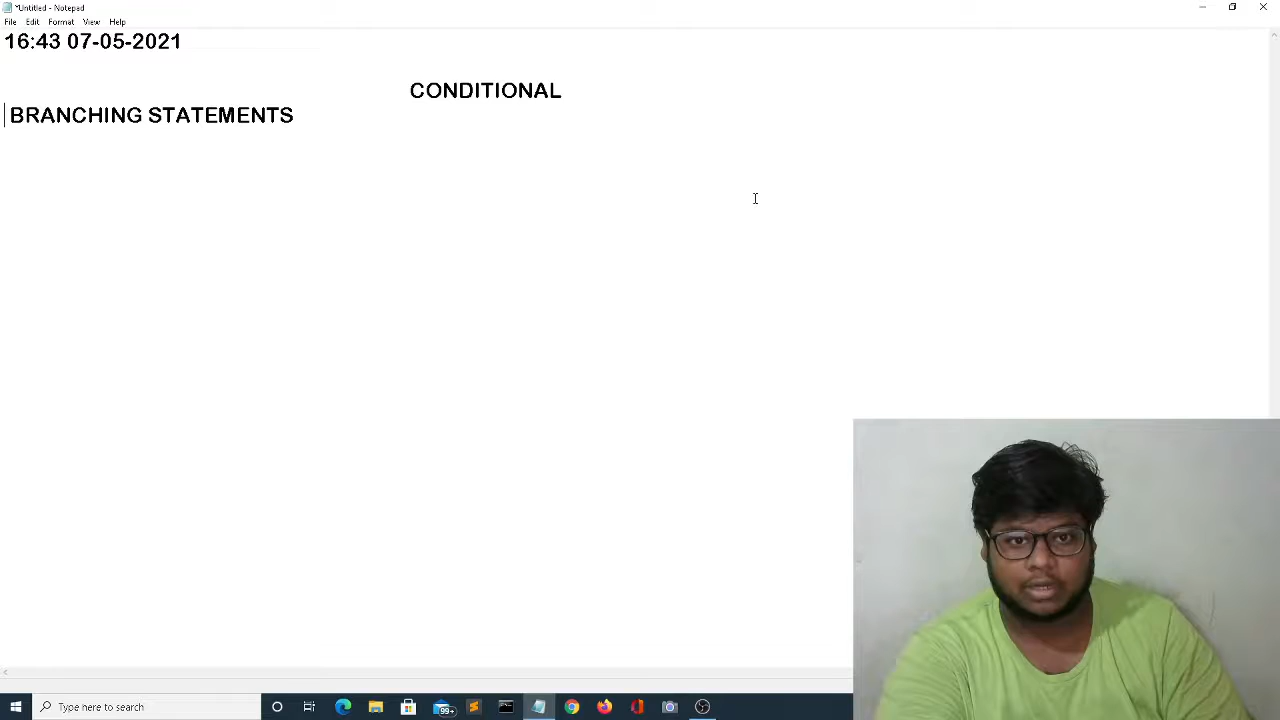 *Untitled - Notepad
File Edit Format View Help
16:43 07-05-2021
CONDITIONAL
BRANCHING STATEMENTS
Type here to search
99+